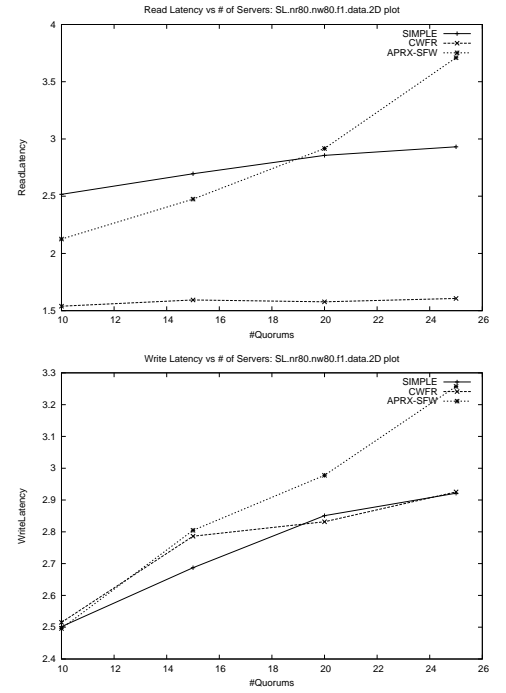 Read Latency vs # of Servers: SL.nr80.nw80.f1.data.2D plot
4
3.5
3
2.5
2
1.5
ReadLatency
SIMPLE
CWFR
APRX-SFW
10 12 14 16 18 20 22 24 26
#Quorums
Write Latency vs # of Servers: SL.nr80.nw80.f1.data.2D plot
3.3
3.2
3.1
3
2.9
2.8
2.7
2.6
2.5
2.4
WriteLatency
SIMPLE
CWFR
APRX-SFW
10 12 14 16 18 20 22 24 26
#Quorums